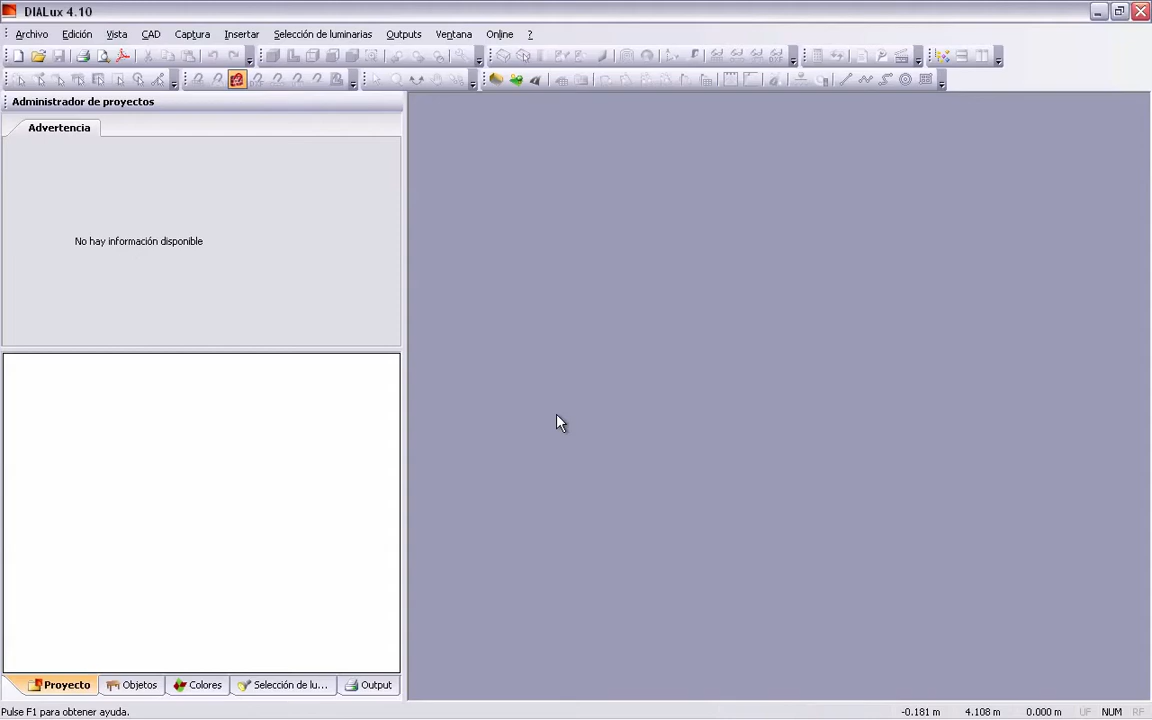 DIALux 4.10
Archivo Edición Vista CAD Captura Insertar Selección de luminarias Outputs Ventana Online ?
Administrador de proyectos
Advertencia
No hay información disponible
Proyecto Objetos Colores Selección de lu... Output
Pulse F1 para obtener ayuda. -0.181 m 4.108 m 0.000 m UF NUM RF